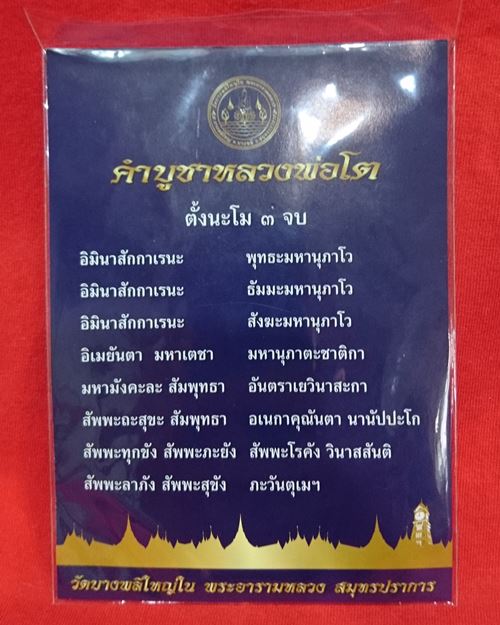 คำบูชาหลวงพ่อโต
ตั้งนะโม ๓ จบ
อิมินาสักกาเรนะ พุทธะมหานุภาโว
อิมินาสักกาเรนะ ธัมมะมหานุภาโว
อิมินาสักกาเรนะ สังฆะมหานุภาโว
อิเมยันตา มหาเตชา มหานุภาตะชาติกา
มหามังคะละ สัมพุทธา อันตราเยวินาสะกา
สัพพะถะสุขะ สัมพุทธา อเนกาคุณันตา นานัปปะโก
สัพพะทุกขัง สัพพะภะยัง สัพพะโรคัง วินาสสันติ
สัพพะลาภัง สัพพะสุขัง ภะวันตุเมฯ
วัดบางพลีใหญ่ใน พระอารามหลวง สมุทรปราการ